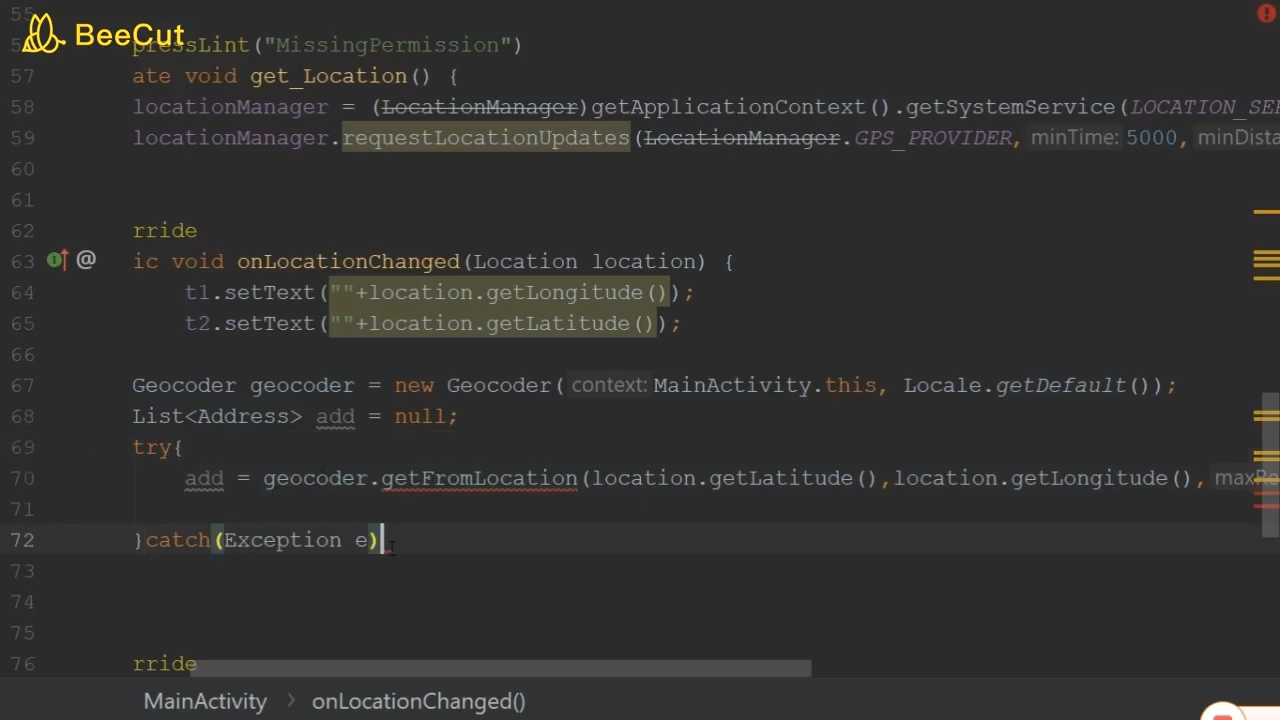 55
BeeCut
pressLint("MissingPermission")
57 ate void get_Location() {
58 locationManager = (LocationManager)getApplicationContext().getSystemService(LOCATION_SE
59 locationManager.requestLocationUpdates(LocationManager.GPS_PROVIDER, minTime: 5000, minDista
60
61
62 rride
63 @ ic void onLocationChanged(Location location) {
64 t1.setText(""+location.getLongitude());
65 t2.setText(""+location.getLatitude());
66
67 Geocoder geocoder = new Geocoder( context: MainActivity.this, Locale.getDefault());
68 List<Address> add = null;
69 try{
70 add = geocoder.getFromLocation(location.getLatitude(),location.getLongitude(), maxRe
71
72 }catch(Exception e)
73
74
75
76 rride
MainActivity > onLocationChanged()